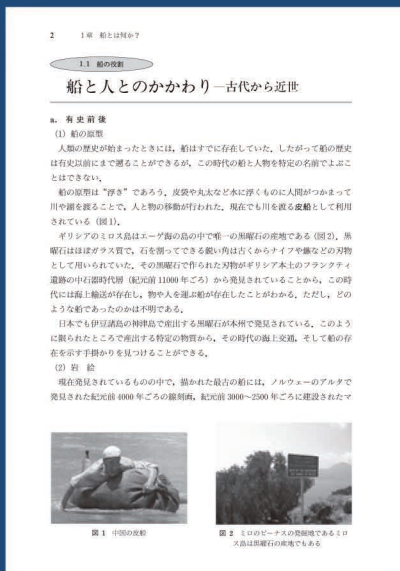 2　1章　船とは何か？
1.1　船の役割
船と人とのかかわり—古代から近世
a. 有史前後
(1) 船の原型
人類の歴史が始まったときには，船はすでに存在していた．したがって船の歴史
は有史以前にまで遡ることができるが，この時代の船と人物を特定の名前でよぶこ
とはできない．
船の原型は“浮き”であろう．皮袋や丸太など水に浮くものに人間がつかまって
川や湖を渡ることで，人と物の移動が行われた．現在でも川を渡る皮船として利用
されている（図1）．
ギリシアのミロス島はエーゲ海の島の中で唯一の黒曜石の産地である（図2）．黒
曜石はほぼガラス質で，石を割ってできる鋭い角は古くからナイフや鏃などの刃物
として用いられていた．その黒曜石で作られた刃物がギリシア本土のフランクティ
遺跡の中石器時代層（紀元前11000年ごろ）から発見されていることから，この時
代には海上輸送が存在し，物や人を運ぶ船が存在したことがわかる．ただし，どの
ような船であったのかは不明である．
日本でも伊豆諸島の神津島で産出する黒曜石が本州で発見されている．このよう
に限られたところで産出する特定の物質から，その時代の海上交通，そして船の存
在を示す手掛かりを見つけることができる．
(2) 岩　絵
現在発見されているものの中で，描かれた最古の船には，ノルウェーのアルタで
発見された紀元前4000年ごろの線刻画，紀元前3000〜2500年ごろに建設されたマ
図 1　中国の皮船
図 2　ミロのビーナスの発掘地であるミロ
ス島は黒曜石の産地でもある